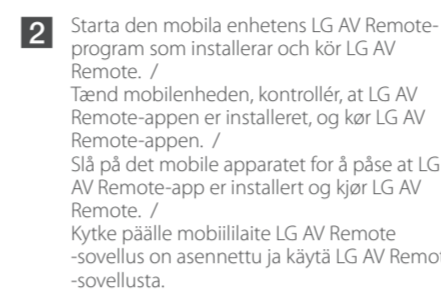 2
Starta den mobila enhetens LG AV Remote-
program som installerar och kör LG AV
Remote. /
Tænd mobilenheden, kontrollér, at LG AV
Remote-appen er installeret, og kør LG AV
Remote-appen. /
Slå på det mobile apparatet for å påse at LG
AV Remote-app er installert og kjør LG AV
Remote. /
Kytke päälle mobiililaite LG AV Remote
-sovellus on asennettu ja käytä LG AV Remot
-sovellusta.